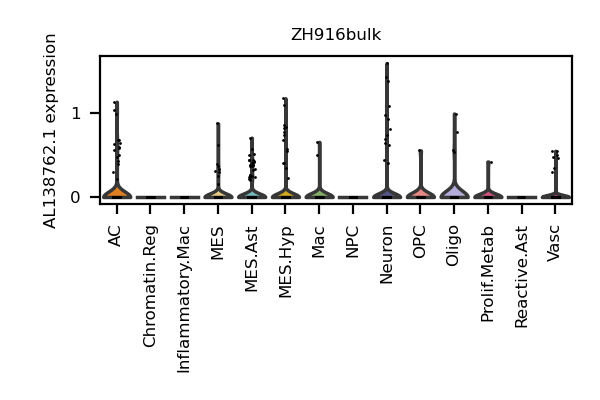 ZH916bulk
AL138762.1 expression
1
0
AC
Chromatin.Reg
Inflammatory.Mac
MES
MES.Ast
MES.Hyp
Mac
NPC
Neuron
OPC
Oligo
Prolif.Metab
Reactive.Ast
Vasc